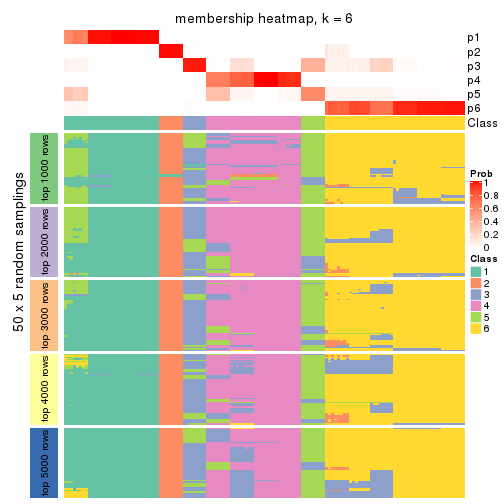 membership heatmap, k = 6
p1
p2
p3
p4
p5
p6
Class
50 x 5 random samplings
top 1000 rows
top 2000 rows
top 3000 rows
top 4000 rows
top 5000 rows
Prob
1
0.8
0.6
0.4
0.2
0
Class
1
2
3
4
5
6